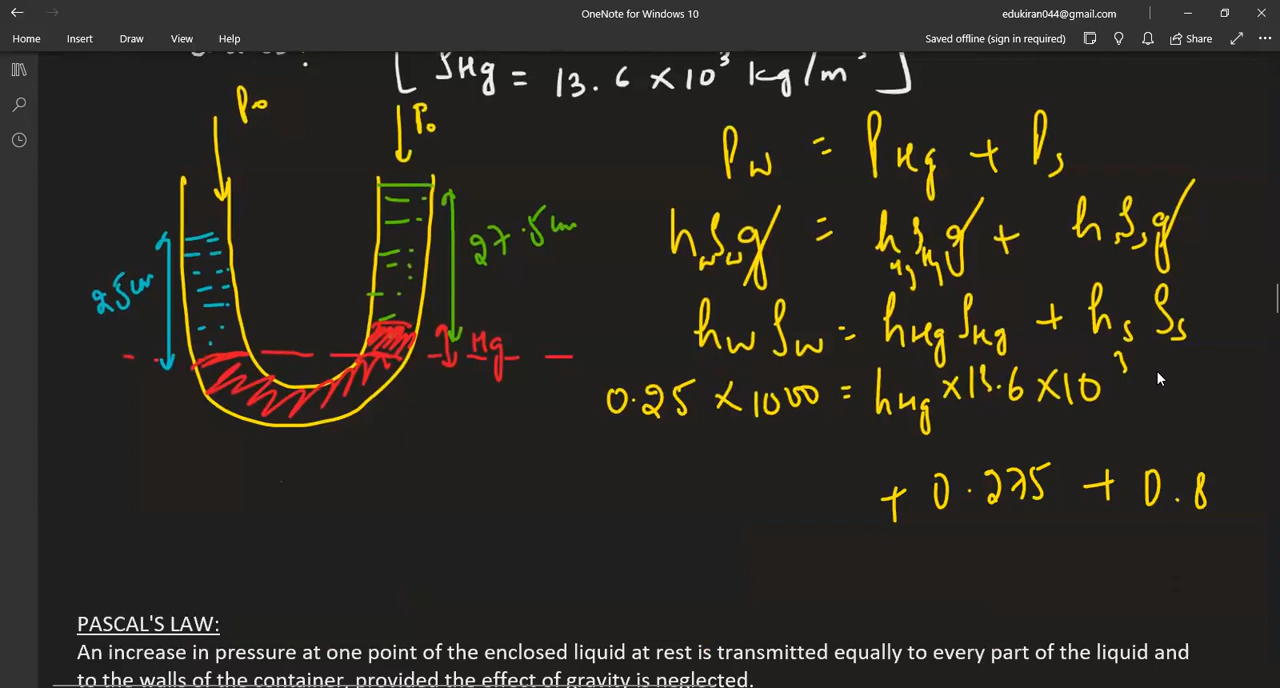 OneNote for Windows 10
edukiran044@gmail.com
Home Insert Draw View Help
Saved offline (sign in required) Share
[ ρHg = 13.6 × 10³ kg/m³ ]
P₀
P₀
25cm
27.5cm
Hg
Pw = PHg + Ps
hwρwg = hHgρHgg + hsρsg
hwρw = hHgρHg + hsρs
0.25 × 1000 = hHg × 13.6 × 10³
+ 0.275 + 0.8
PASCAL'S LAW:
An increase in pressure at one point of the enclosed liquid at rest is transmitted equally to every part of the liquid and
to the walls of the container, provided the effect of gravity is neglected.